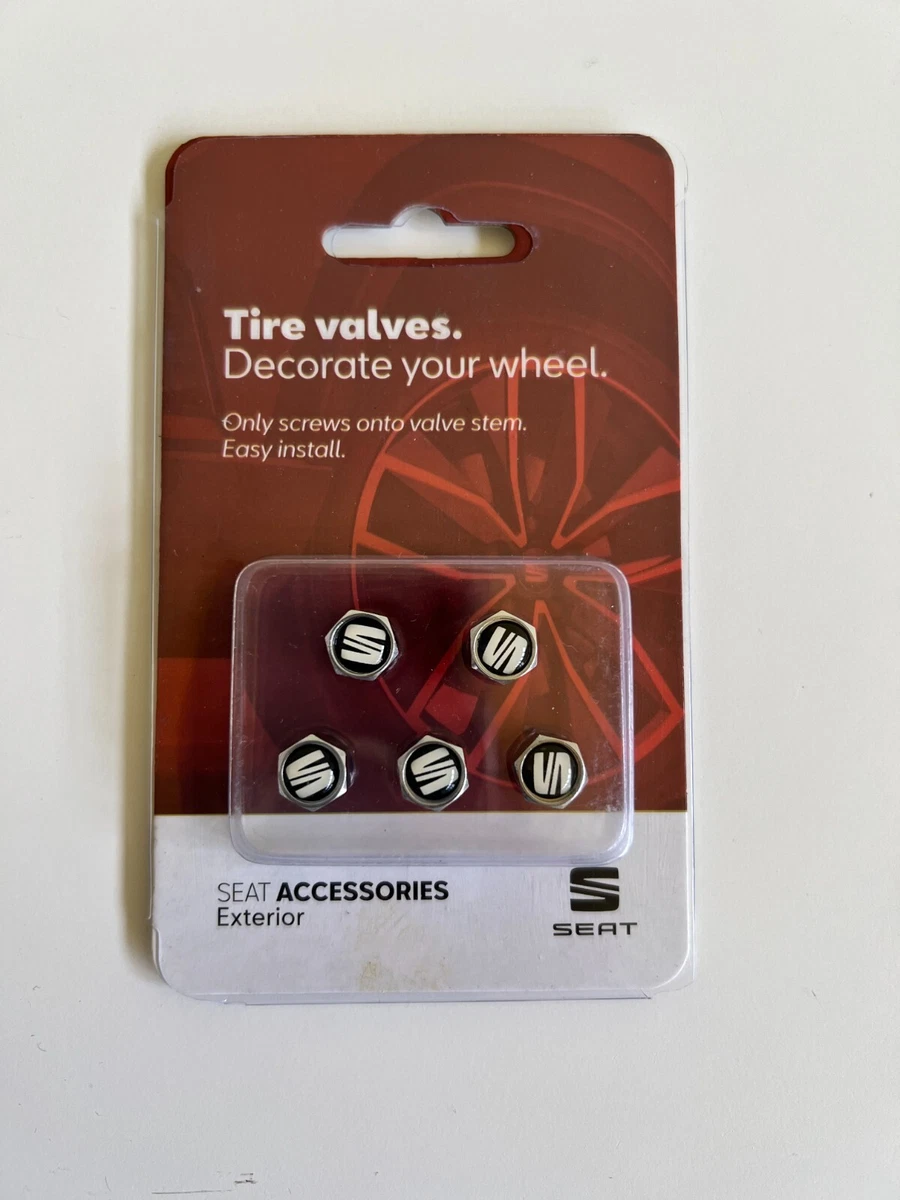 Tire valves.
Decorate your wheel.
Only screws onto valve stem.
Easy install.
SEAT ACCESSORIES
Exterior
SEAT